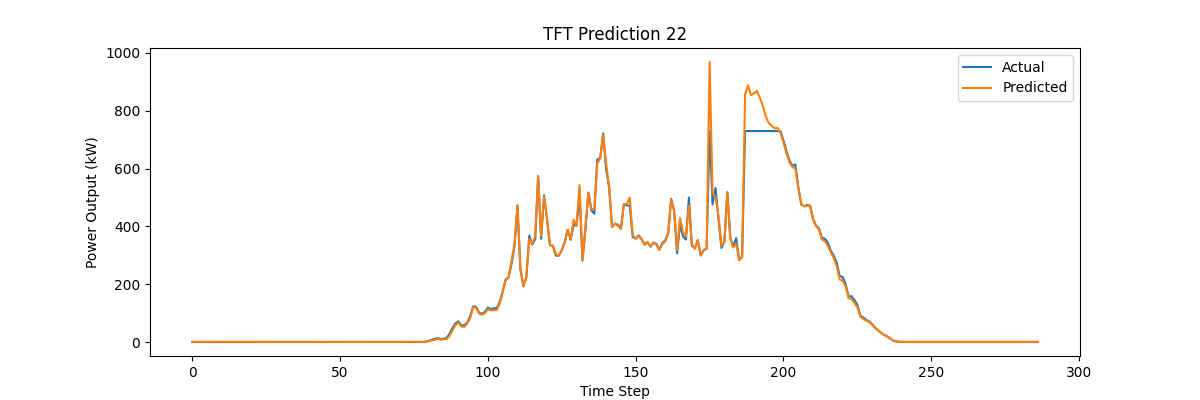 TFT Prediction 22
Actual
Predicted
Power Output (kW)
1000
800
600
400
200
0
0 50 100 150 200 250 300
Time Step